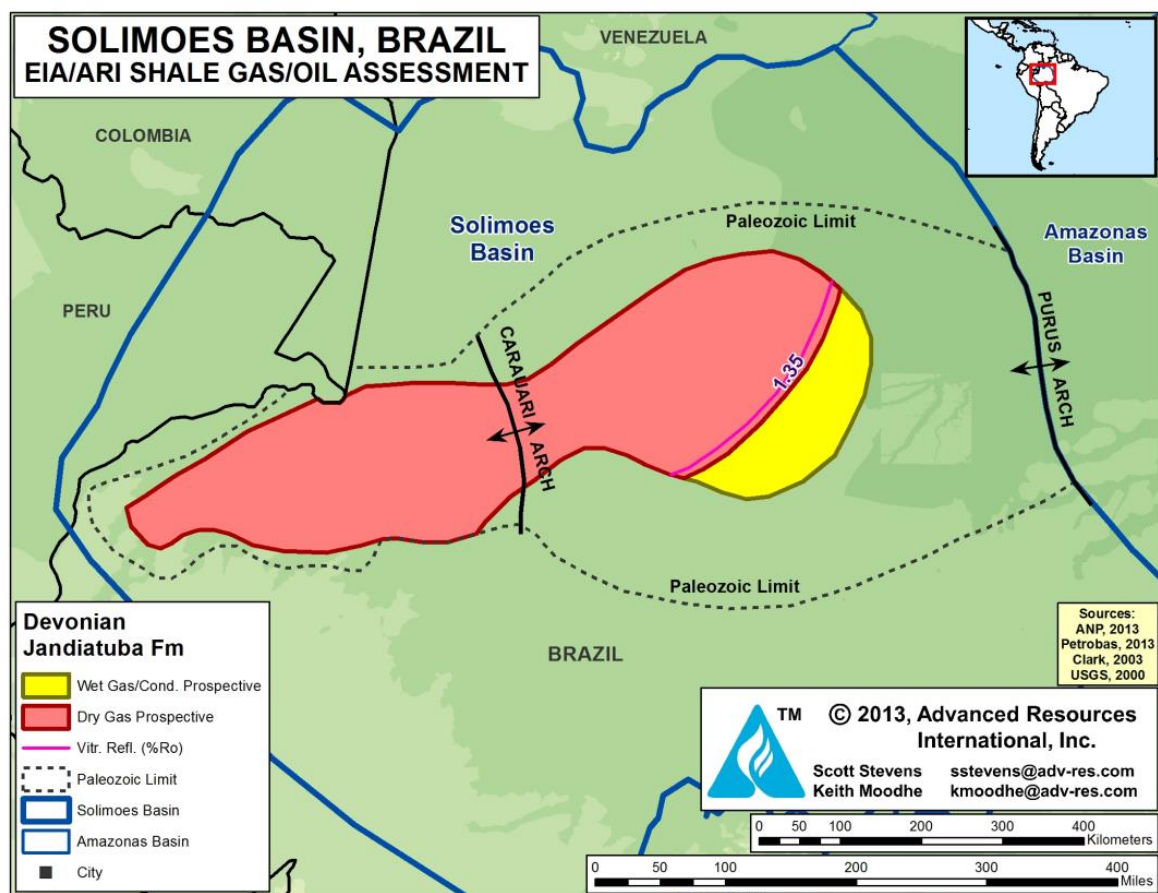 SOLIMOES BASIN, BRAZIL
EIA/ARI SHALE GAS/OIL ASSESSMENT
VENEZUELA
COLOMBIA
PERU
Solimoes
Basin
Paleozoic Limit
Amazonas
Basin
CARAUARI ARCH
1.35
PURUS ARCH
Paleozoic Limit
BRAZIL
Devonian
Jandiatuba Fm
Wet Gas/Cond. Prospective
Dry Gas Prospective
Vitr. Refl. (%Ro)
Paleozoic Limit
Solimoes Basin
Amazonas Basin
City
Sources:
ANP, 2013
Petrobas, 2013
Clark, 2003
USGS, 2000
TM
© 2013, Advanced Resources
International, Inc.
Scott Stevens sstevens@adv-res.com
Keith Moodhe kmoodhe@adv-res.com
0 50 100 200 300 400
Kilometers
0 50 100 200 300 400
Miles